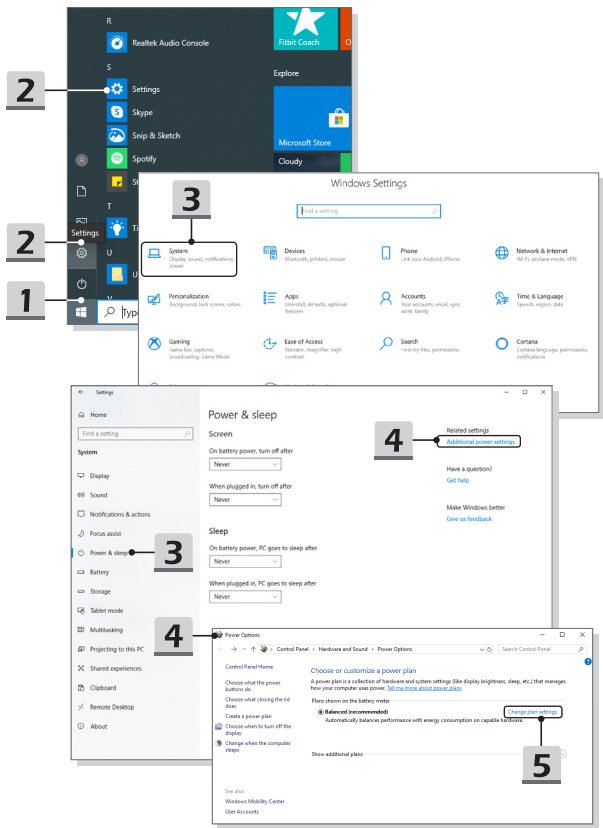 R
Realtek Audio Console
S
Settings
Skype
Snip & Sketch
Spotify
T
U
Fitbit Coach
Explore
Microsoft Store
Cloudy
2
Settings
2
1
Type
Windows Settings
Find a setting
3
System
Display, sound, notifications, power
Devices
Bluetooth, printers, mouse
Phone
Link your Android, iPhone
Network & Internet
Wi-Fi, airplane mode, VPN
Personalization
Background, lock screen, colors
Apps
Uninstall, defaults, optional features
Accounts
Your accounts, email, sync, work, family
Time & Language
Speech, region, date
Gaming
Game bar, captures, broadcasting, Game Mode
Ease of Access
Narrator, magnifier, high contrast
Search
Find my files, permissions
Cortana
Cortana language, permissions, notifications
Settings
Home
Find a setting
System
Display
Sound
Notifications & actions
Focus assist
Power & sleep
3
Battery
Storage
Tablet mode
Multitasking
Projecting to this PC
Shared experiences
Clipboard
Remote Desktop
About
Power & sleep
Screen
On battery power, turn off after
Never
When plugged in, turn off after
Never
Sleep
On battery power, PC goes to sleep after
Never
When plugged in, PC goes to sleep after
Never
4
Related settings
Additional power settings
Have a question?
Get help
Make Windows better
Give us feedback
4
Power Options
Control Panel › Hardware and Sound › Power Options
Search Control Panel
Control Panel Home
Choose what the power
buttons do
Choose what closing the lid
does
Create a power plan
Choose when to turn off the
display
Change when the computer
sleeps
See also
Windows Mobility Center
User Accounts
Choose or customize a power plan
A power plan is a collection of hardware and system settings (like display brightness, sleep, etc.) that manages
how your computer uses power. Tell me more about power plans
Plans shown on the battery meter
Balanced (recommended)
Change plan settings
Automatically balances performance with energy consumption on capable hardware.
Show additional plans
5